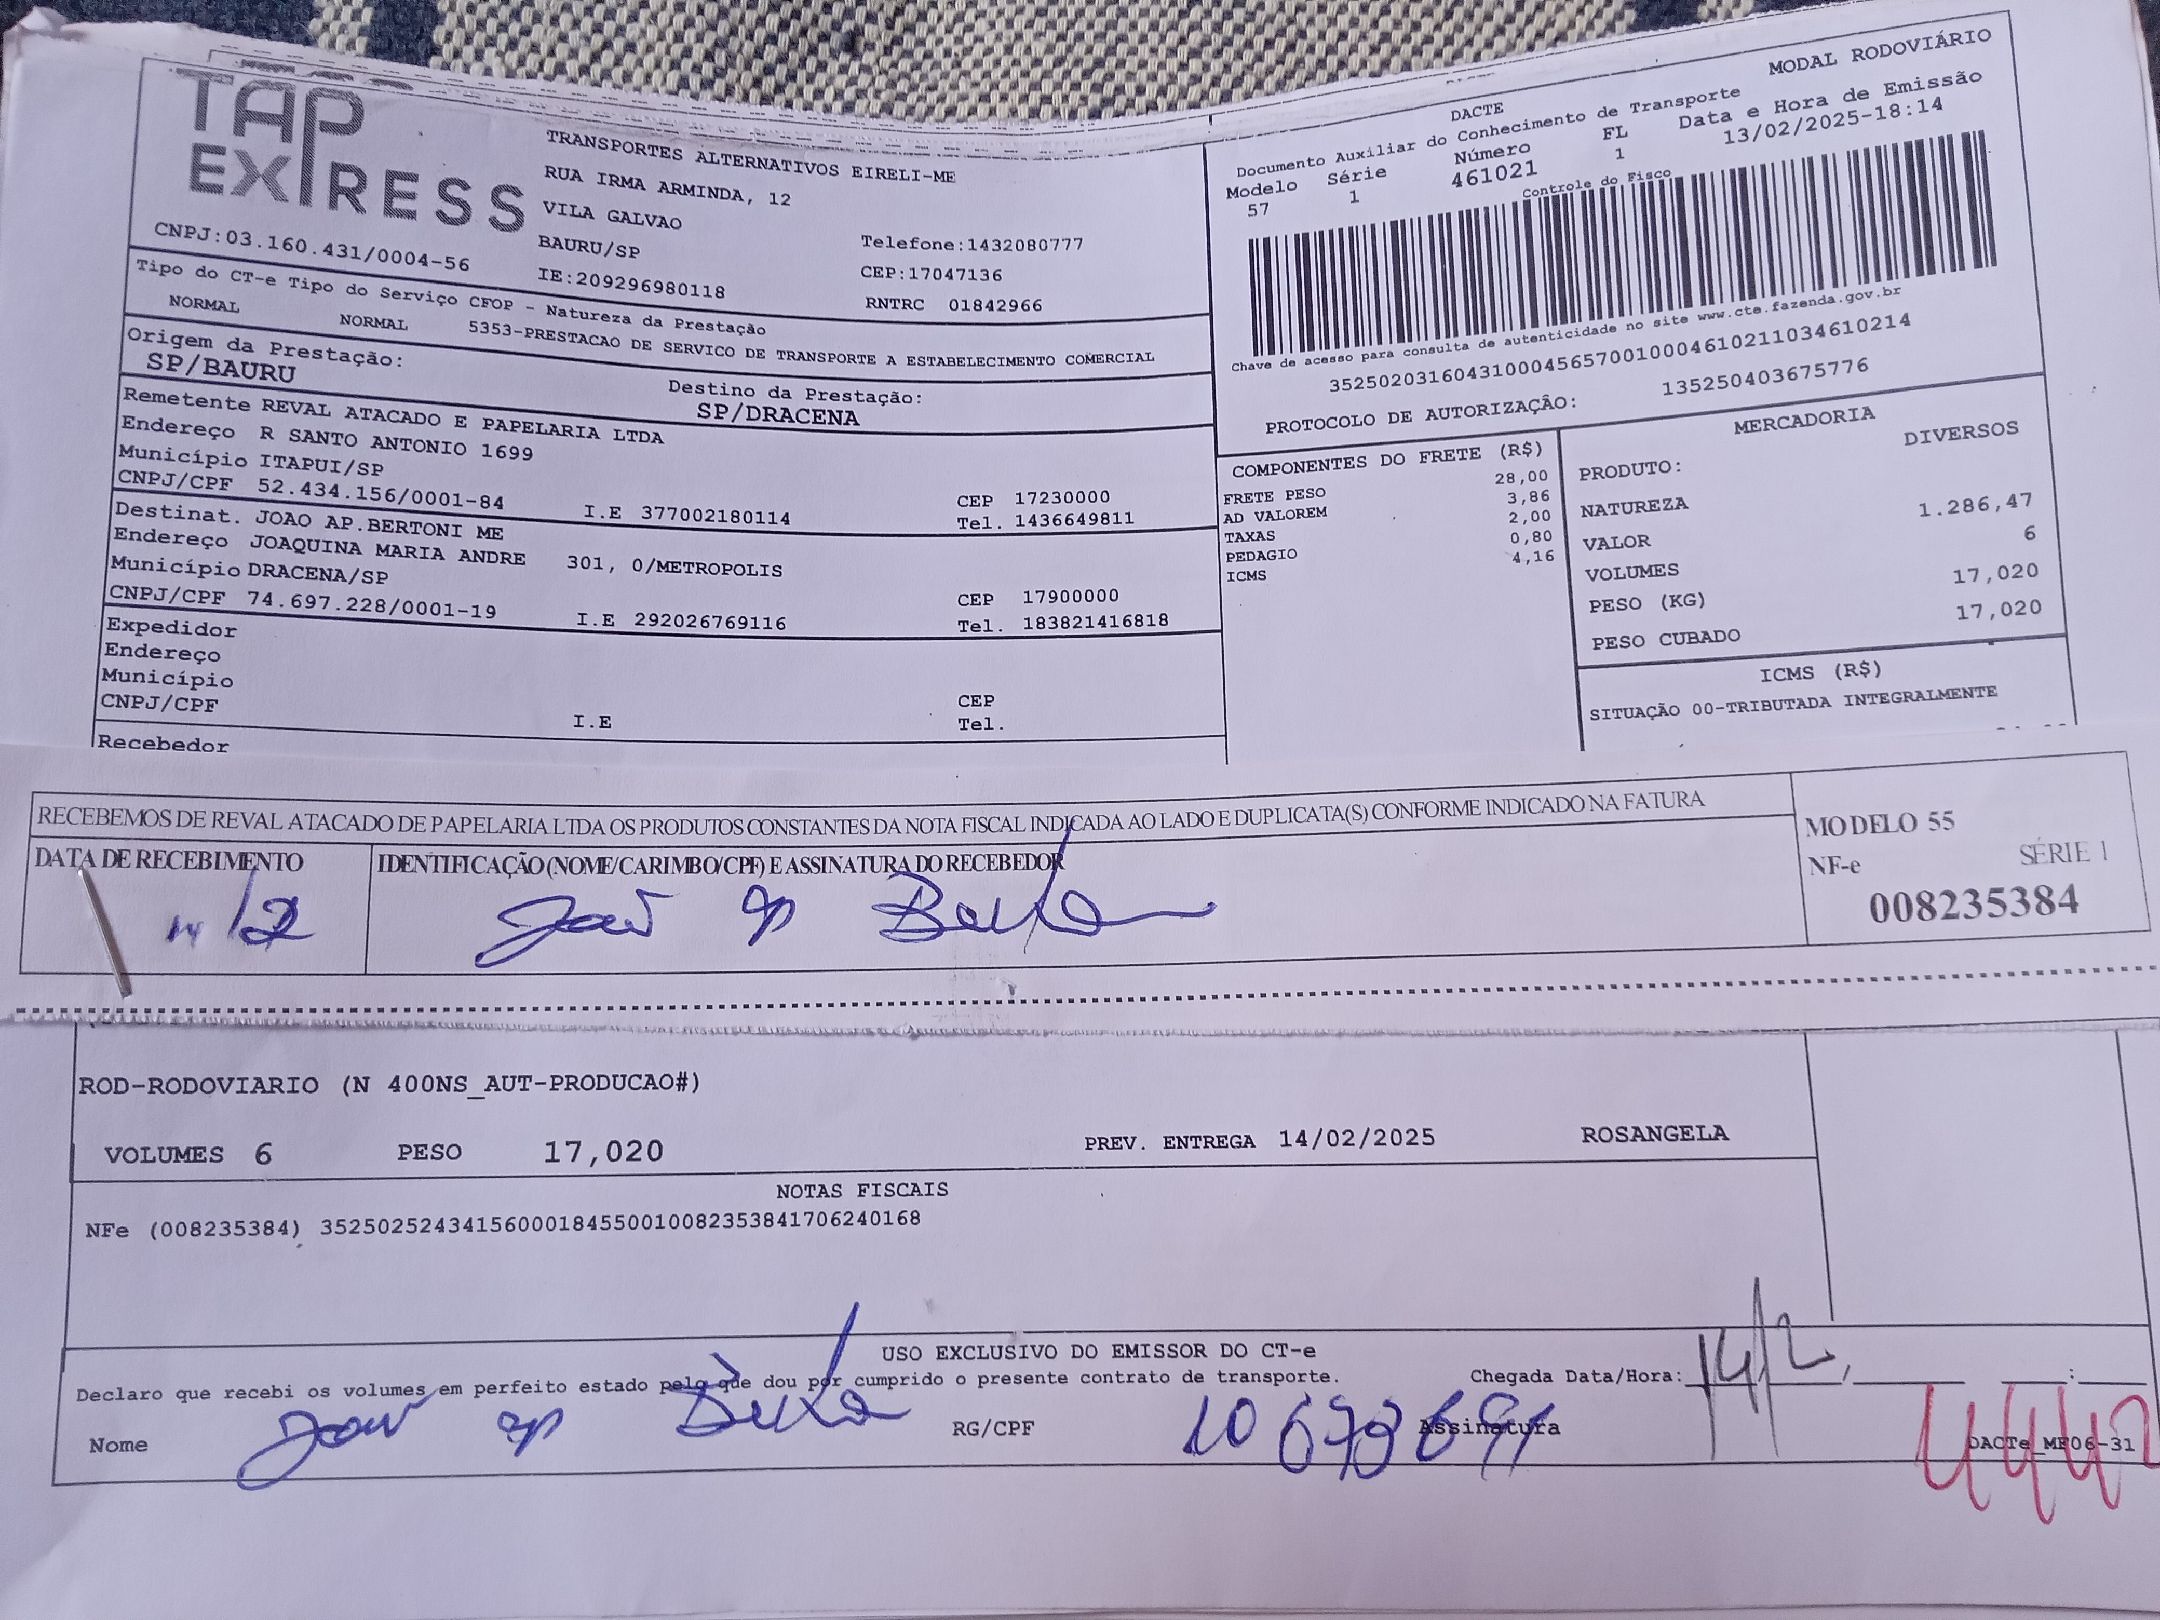 TAP EXPRESS
TRANSPORTES ALTERNATIVOS EIRELI-ME
RUA IRMA ARMINDA, 12
VILA GALVAO
BAURU/SP
Telefone:1432080777
CNPJ:03.160.431/0004-56
IE:209296980118
CEP:17047136
RNTRC 01842966
Tipo do CT-e Tipo do Serviço CFOP - Natureza da Prestação
NORMAL NORMAL 5353-PRESTACAO DE SERVICO DE TRANSPORTE A ESTABELECIMENTO COMERCIAL
Origem da Prestação:
SP/BAURU
Destino da Prestação:
SP/DRACENA
Remetente REVAL ATACADO E PAPELARIA LTDA
Endereço R SANTO ANTONIO 1699
Município ITAPUI/SP
CEP 17230000
CNPJ/CPF 52.434.156/0001-84 I.E 377002180114 Tel. 1436649811
Destinat. JOAO AP.BERTONI ME
Endereço JOAQUINA MARIA ANDRE 301, 0/METROPOLIS
Município DRACENA/SP
CEP 17900000
CNPJ/CPF 74.697.228/0001-19 I.E 292026769116 Tel. 183821416818
Expedidor
Endereço
Município
CEP
CNPJ/CPF I.E Tel.
Recebedor
MODAL RODOVIÁRIO
DACTE
Documento Auxiliar do Conhecimento de Transporte
Modelo Série Número FL Data e Hora de Emissão
57 1 461021 1 13/02/2025-18:14
Controle do Fisco
Chave de acesso para consulta de autenticidade no site www.cte.fazenda.gov.br
35250203160431000456570010004610211034610214
PROTOCOLO DE AUTORIZAÇÃO: 135250403675776
COMPONENTES DO FRETE (R$)
FRETE PESO 28,00
AD VALOREM 3,86
TAXAS 2,00
PEDAGIO 0,80
ICMS 4,16
MERCADORIA
PRODUTO: DIVERSOS
NATUREZA
VALOR 1.286,47
VOLUMES 6
PESO (KG) 17,020
PESO CUBADO 17,020
ICMS (R$)
SITUAÇÃO 00-TRIBUTADA INTEGRALMENTE
RECEBEMOS DE REVAL ATACADO DE PAPELARIA LTDA OS PRODUTOS CONSTANTES DA NOTA FISCAL INDICADA AO LADO E DUPLICATA(S) CONFORME INDICADO NA FATURA
DATA DE RECEBIMENTO
14/2
IDENTIFICAÇÃO (NOME/CARIMBO/CPF) E ASSINATURA DO RECEBEDOR
MODELO 55
NF-e SÉRIE 1
008235384
ROD-RODOVIARIO (N 400NS_AUT-PRODUCAO#)
VOLUMES 6 PESO 17,020 PREV. ENTREGA 14/02/2025 ROSANGELA
NOTAS FISCAIS
NFe (008235384) 35250252434156000184550010082353841706240168
USO EXCLUSIVO DO EMISSOR DO CT-e
Declaro que recebi os volumes em perfeito estado pelo que dou por cumprido o presente contrato de transporte.
Chegada Data/Hora: 14/2
Nome
RG/CPF
Assinatura
DACTe_MF06-31